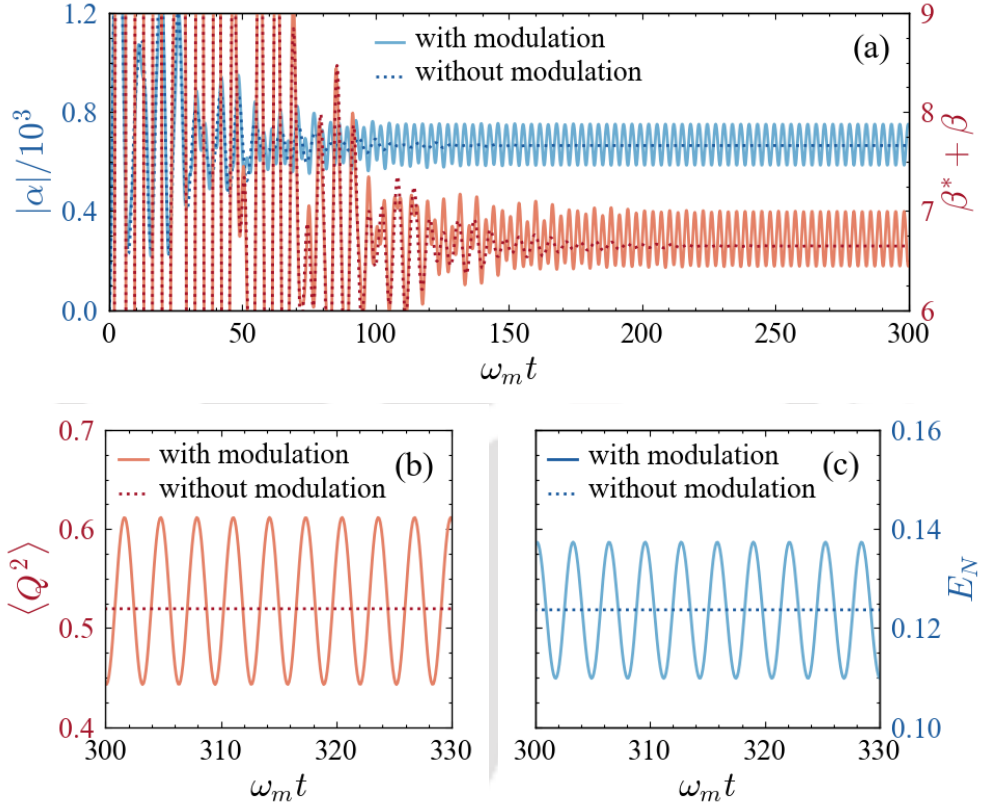 (a)
with modulation
without modulation
1.2
0.8
0.4
0.0
|α|/10³
9
8
7
6
β* + β
0 50 100 150 200 250 300
ωₘt
(b)
with modulation
without modulation
0.7
0.6
0.5
0.4
⟨Q²⟩
300 310 320 330
ωₘt
(c)
with modulation
without modulation
0.16
0.14
0.12
0.10
E_N
300 310 320 330
ωₘt